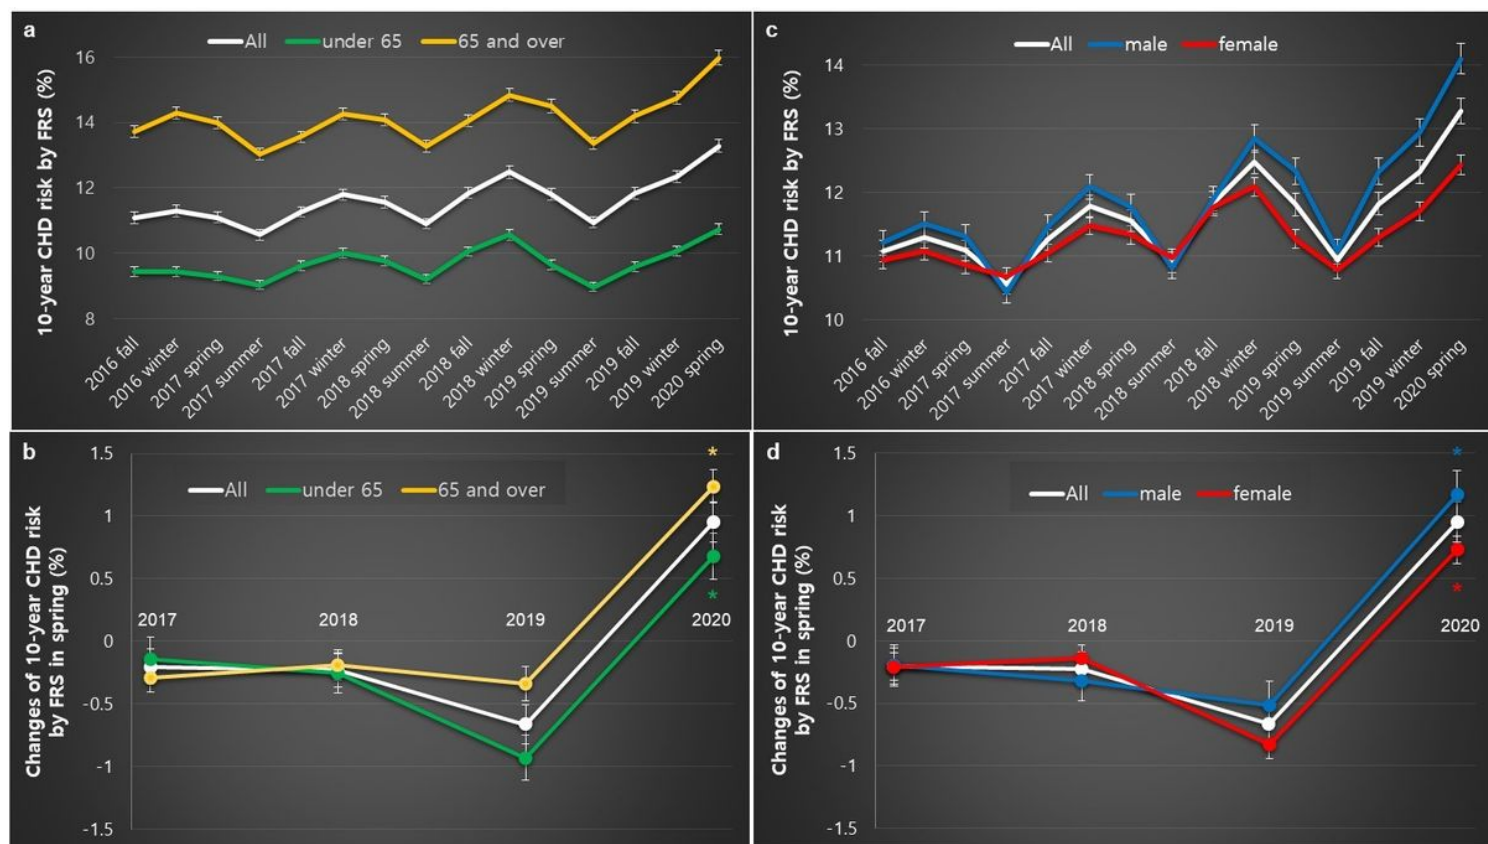 a
All under 65 65 and over
10-year CHD risk by FRS (%)
16
14
12
10
8
2016 fall
2016 winter
2017 spring
2017 summer
2017 fall
2017 winter
2018 spring
2018 summer
2018 fall
2018 winter
2019 spring
2019 summer
2019 fall
2019 winter
2020 spring
c
All male female
10-year CHD risk by FRS (%)
14
13
12
11
10
2016 fall
2016 winter
2017 spring
2017 summer
2017 fall
2017 winter
2018 spring
2018 summer
2018 fall
2018 winter
2019 spring
2019 summer
2019 fall
2019 winter
2020 spring
b
All under 65 65 and over
Changes of 10-year CHD risk
by FRS in spring (%)
1.5
1
0.5
0
-0.5
-1
-1.5
2017 2018 2019 2020
*
*
d
All male female
Changes of 10-year CHD risk
by FRS in spring (%)
1.5
1
0.5
0
-0.5
-1
-1.5
2017 2018 2019 2020
*
*